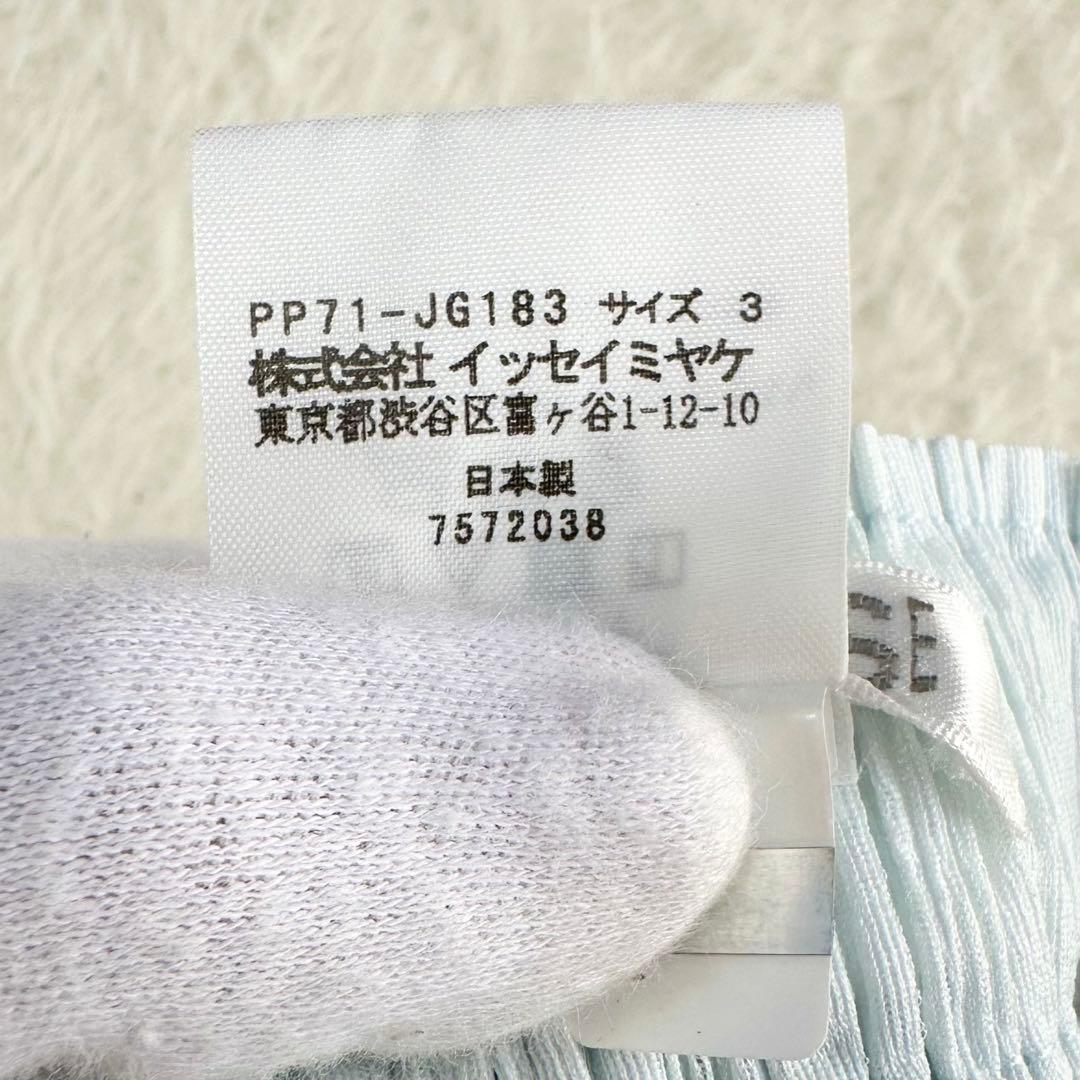 PP71-JG183 サイズ 3
株式会社 イッセイミヤケ
東京都渋谷区富ヶ谷1-12-10
日本製
7572038
SE